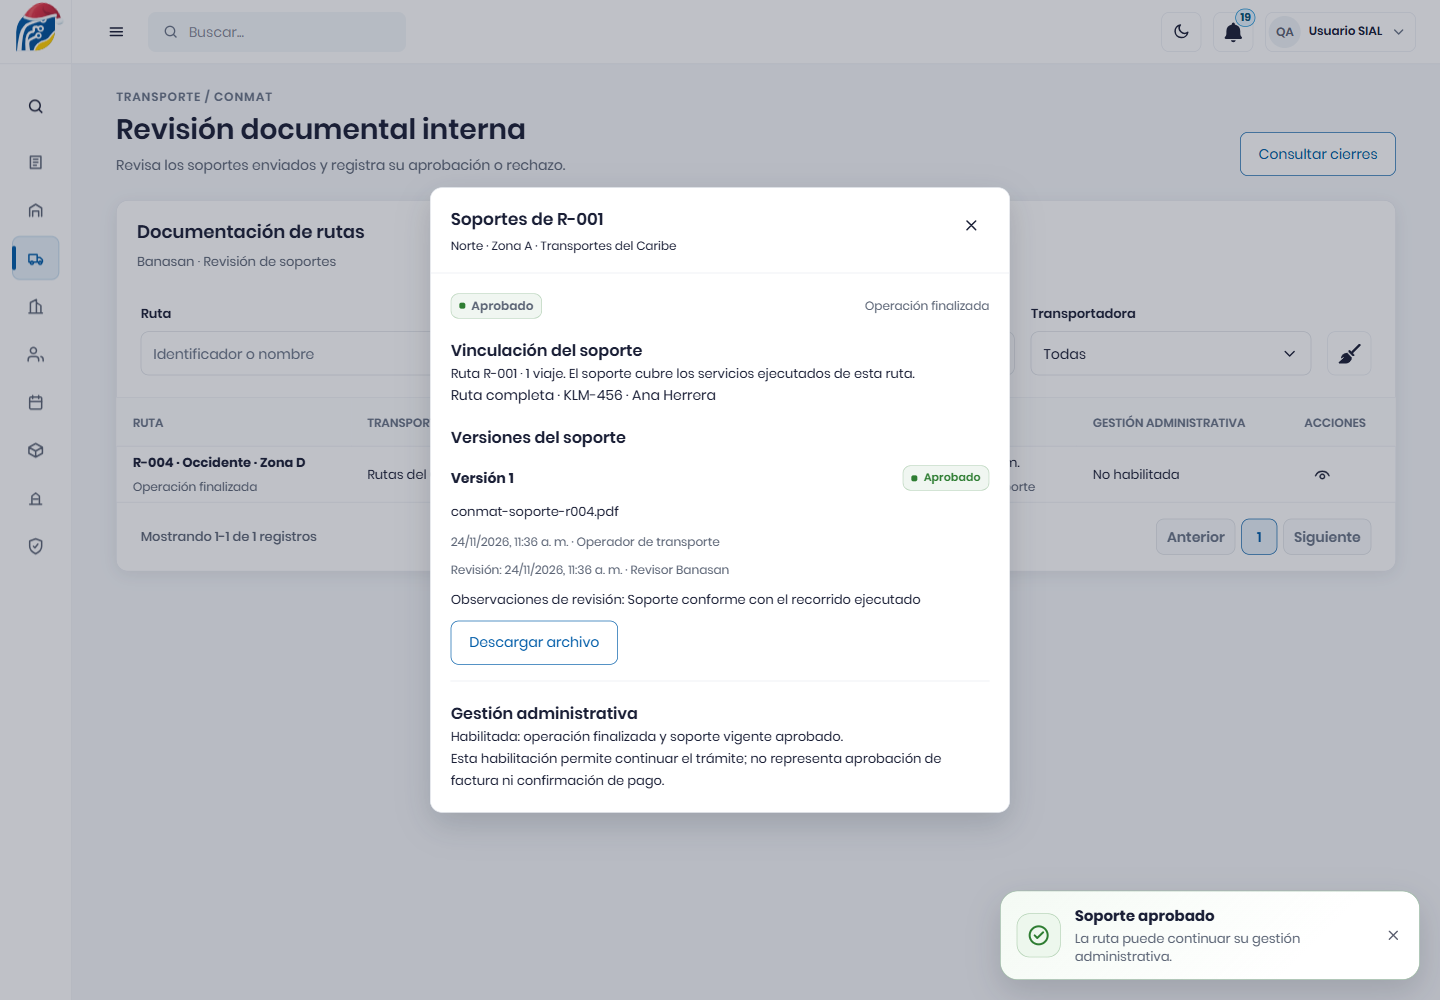 Buscar...
19
QA
Usuario SIAL
TRANSPORTE / CONMAT
Revisión documental interna
Revisa los soportes enviados y registra su aprobación o rechazo.
Consultar cierres
Documentación de rutas
Banasan · Revisión de soportes
Ruta
Identificador o nombre
Transportadora
Todas
RUTA
TRANSPOR
GESTIÓN ADMINISTRATIVA
ACCIONES
R-004 · Occidente · Zona D
Operación finalizada
Rutas del
m.
orte
No habilitada
Mostrando 1-1 de 1 registros
Anterior
1
Siguiente
Soportes de R-001
Norte · Zona A · Transportes del Caribe
Aprobado
Operación finalizada
Vinculación del soporte
Ruta R-001 · 1 viaje. El soporte cubre los servicios ejecutados de esta ruta.
Ruta completa · KLM-456 · Ana Herrera
Versiones del soporte
Versión 1
Aprobado
conmat-soporte-r004.pdf
24/11/2026, 11:36 a. m. · Operador de transporte
Revisión: 24/11/2026, 11:36 a. m. · Revisor Banasan
Observaciones de revisión: Soporte conforme con el recorrido ejecutado
Descargar archivo
Gestión administrativa
Habilitada: operación finalizada y soporte vigente aprobado.
Esta habilitación permite continuar el trámite; no representa aprobación de
factura ni confirmación de pago.
Soporte aprobado
La ruta puede continuar su gestión
administrativa.